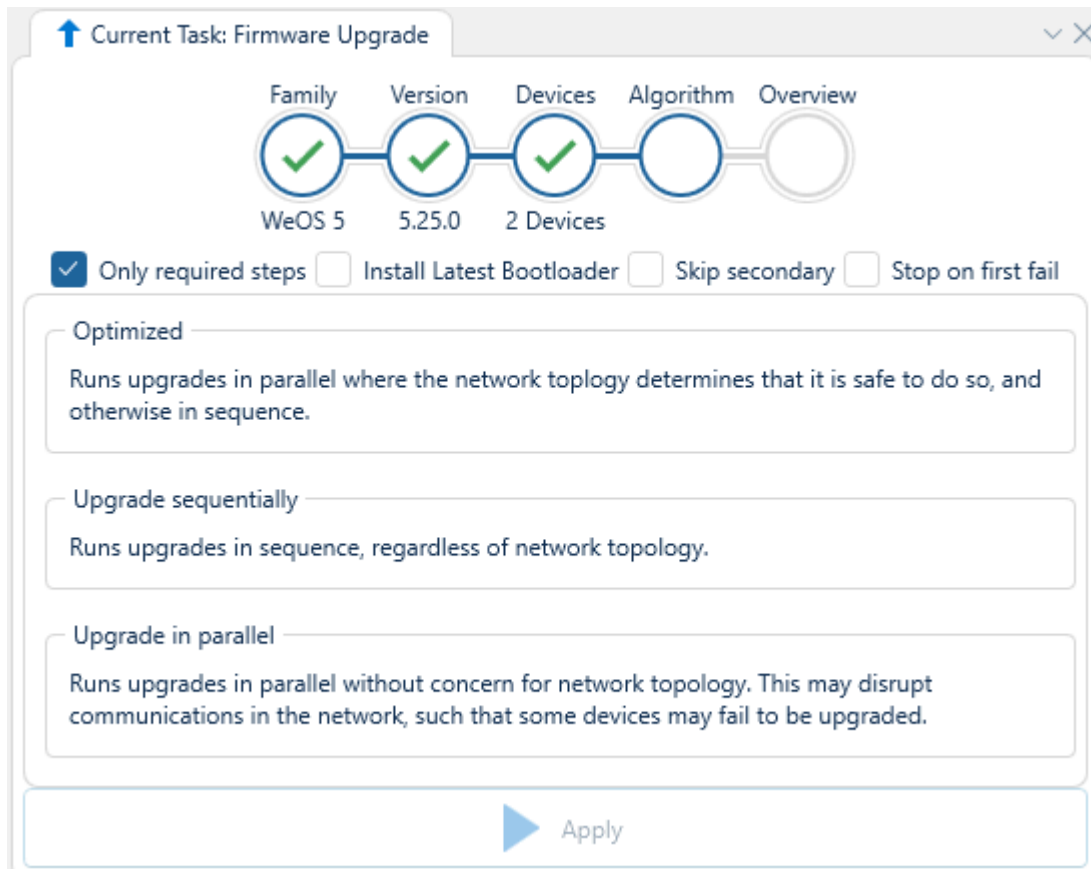 Current Task: Firmware Upgrade
Family Version Devices Algorithm Overview
WeOS 5 5.25.0 2 Devices
Only required steps Install Latest Bootloader Skip secondary Stop on first fail
Optimized
Runs upgrades in parallel where the network toplogy determines that it is safe to do so, and
otherwise in sequence.
Upgrade sequentially
Runs upgrades in sequence, regardless of network topology.
Upgrade in parallel
Runs upgrades in parallel without concern for network topology. This may disrupt
communications in the network, such that some devices may fail to be upgraded.
Apply